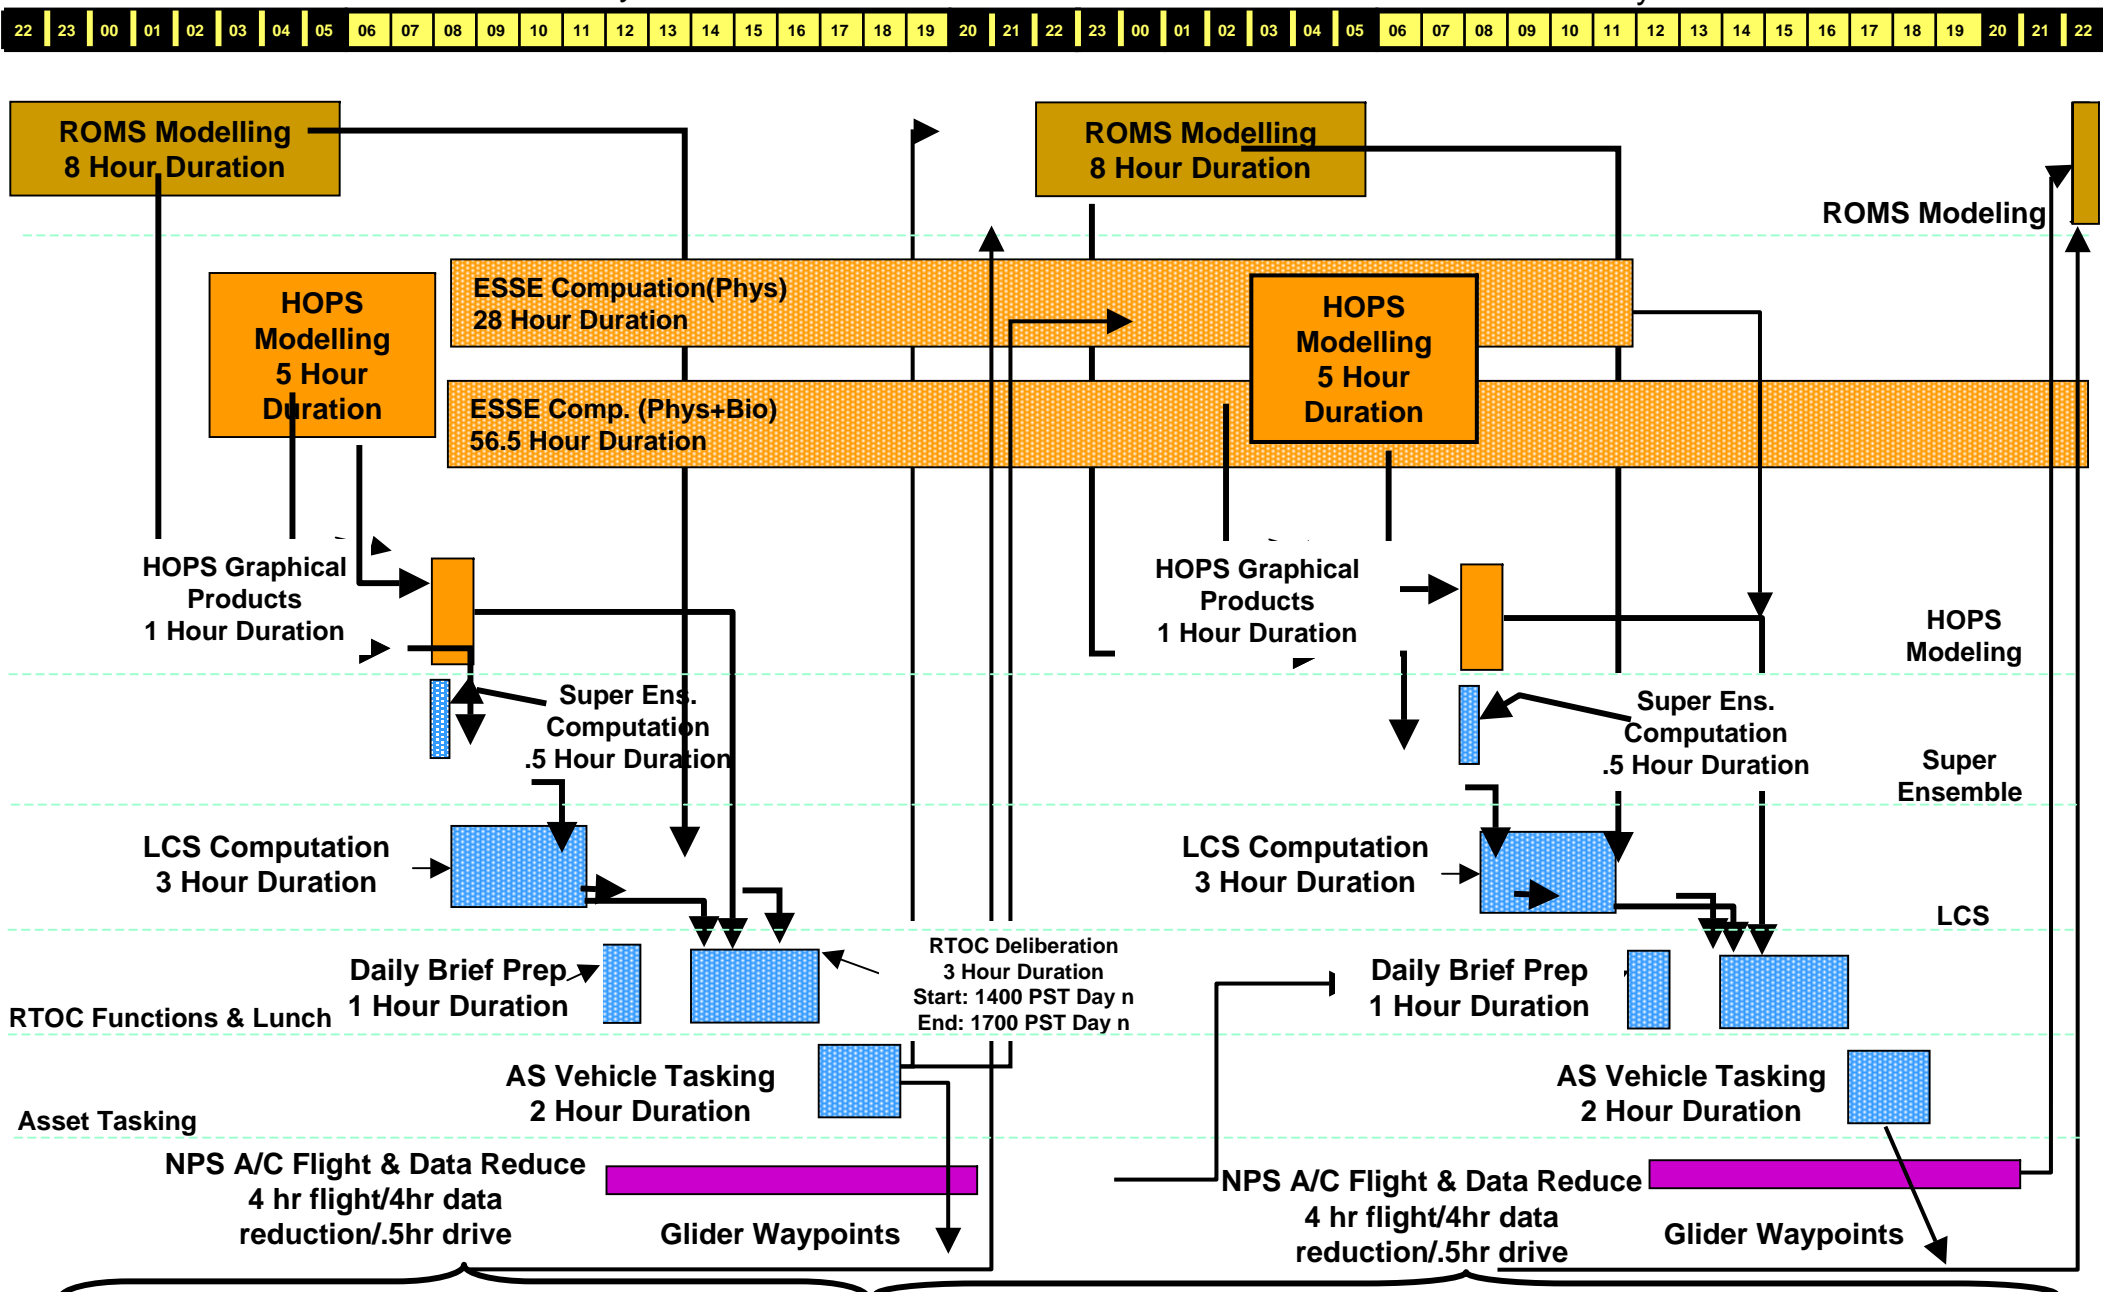 22 23 00 01 02 03 04 05 06 07 08 09 10 11 12 13 14 15 16 17 18 19 20 21 22 23 00 01 02 03 04 05 06 07 08 09 10 11 12 13 14 15 16 17 18 19 20 21 22
ROMS Modelling
8 Hour Duration
ROMS Modelling
8 Hour Duration
ROMS Modeling
HOPS
Modelling
5 Hour
Duration
ESSE Compuation(Phys)
28 Hour Duration
ESSE Comp. (Phys+Bio)
56.5 Hour Duration
HOPS
Modelling
5 Hour
Duration
HOPS Graphical
Products
1 Hour Duration
HOPS Graphical
Products
1 Hour Duration
HOPS
Modeling
Super Ens.
Computation
.5 Hour Duration
Super Ens.
Computation
.5 Hour Duration
Super
Ensemble
LCS Computation
3 Hour Duration
LCS Computation
3 Hour Duration
LCS
Daily Brief Prep
1 Hour Duration
RTOC Functions & Lunch
RTOC Deliberation
3 Hour Duration
Start: 1400 PST Day n
End: 1700 PST Day n
Daily Brief Prep
1 Hour Duration
AS Vehicle Tasking
2 Hour Duration
AS Vehicle Tasking
2 Hour Duration
Asset Tasking
NPS A/C Flight & Data Reduce
4 hr flight/4hr data
reduction/.5hr drive
Glider Waypoints
NPS A/C Flight & Data Reduce
4 hr flight/4hr data
reduction/.5hr drive
Glider Waypoints